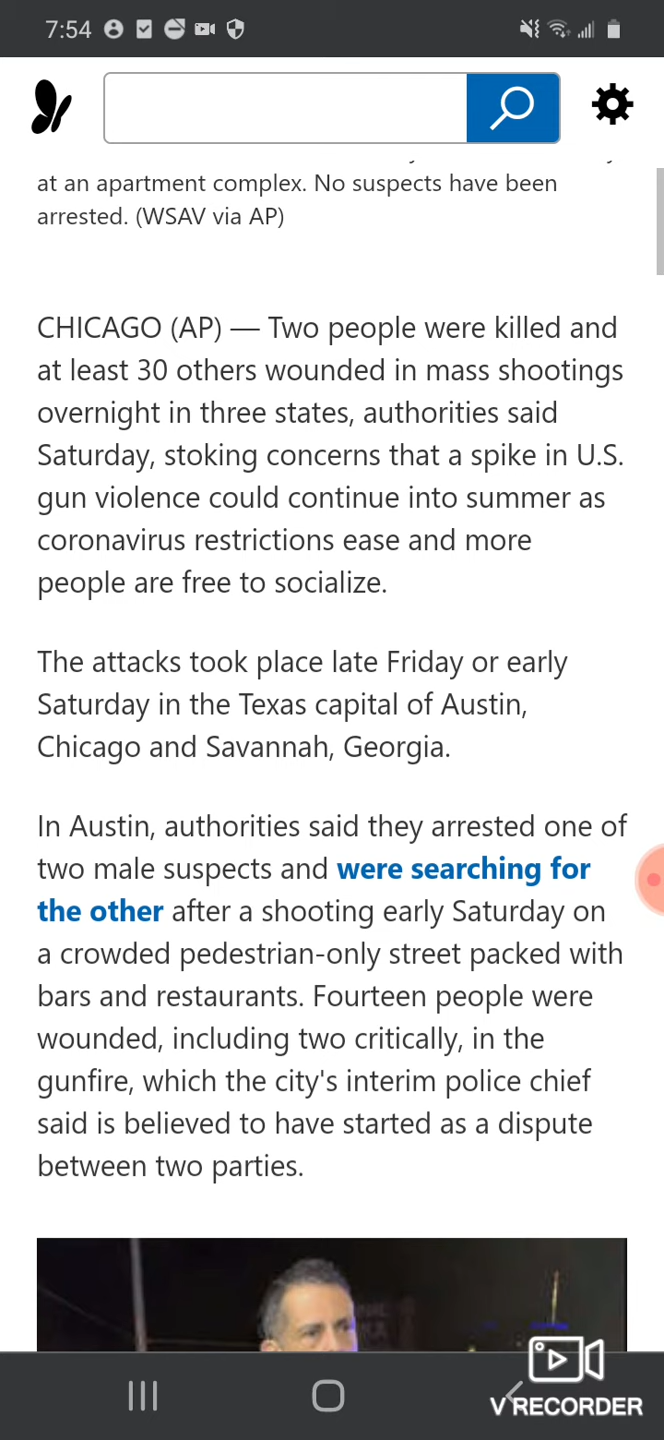 7:54
at an apartment complex. No suspects have been
arrested. (WSAV via AP)
CHICAGO (AP) — Two people were killed and
at least 30 others wounded in mass shootings
overnight in three states, authorities said
Saturday, stoking concerns that a spike in U.S.
gun violence could continue into summer as
coronavirus restrictions ease and more
people are free to socialize.
The attacks took place late Friday or early
Saturday in the Texas capital of Austin,
Chicago and Savannah, Georgia.
In Austin, authorities said they arrested one of
two male suspects and were searching for
the other after a shooting early Saturday on
a crowded pedestrian-only street packed with
bars and restaurants. Fourteen people were
wounded, including two critically, in the
gunfire, which the city's interim police chief
said is believed to have started as a dispute
between two parties.
V RECORDER